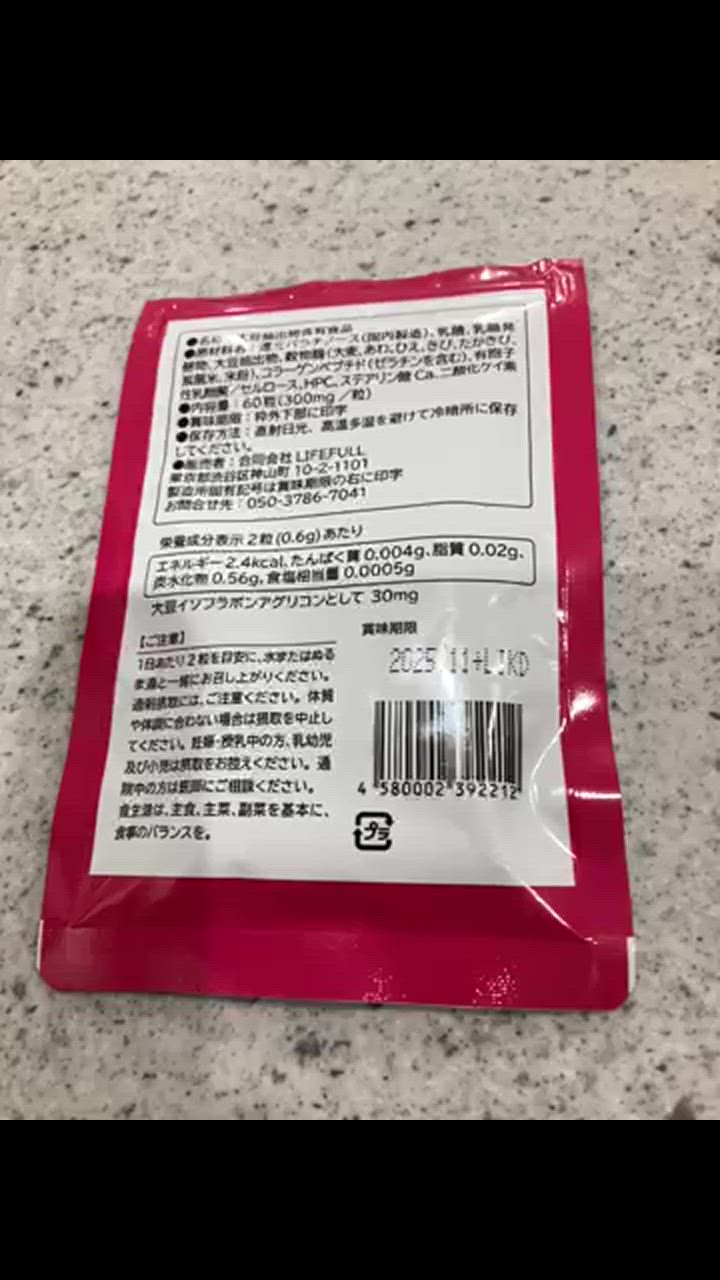 ●名称：大豆抽出物含有食品
●原材料名：還元パラチノース(国内製造)、乳糖、乳酸発
酵物、大豆抽出物、穀物麹(大麦、あわ、ひえ、きび、たかきび、
紫黒米、米粉)、コラーゲンペプチド(ゼラチンを含む)、有胞子
性乳酸菌／セルロース、HPC、ステアリン酸 Ca、二酸化ケイ素
●内容量：60粒(300mg ／粒)
●賞味期限：枠外下部に印字
●保存方法：直射日光、高温多湿を避けて冷暗所に保存
してください。
●販売者：合同会社 LIFEFULL
東京都渋谷区神山町 10-2-1101
製造所固有記号は賞味期限の右に印字
お問合せ先：050-3786-7041
栄養成分表示 2粒(0.6g)あたり
エネルギー 2.4kcal、たんぱく質 0.004g、脂質 0.02g、
炭水化物 0.56g、食塩相当量 0.0005g
大豆イソフラボンアグリコンとして 30mg
【ご注意】
1日あたり2粒を目安に、水またはぬる
ま湯と一緒にお召し上がりください。
過剰摂取には、ご注意ください。体質
や体調に合わない場合は摂取を中止し
てください。妊娠・授乳中の方、乳幼児
及び小児は摂取をお控えください。通
院中の方は医師にご相談ください。
食生活は、主食、主菜、副菜を基本に、
食事のバランスを。
賞味期限
2025.11+LIKD
4 580002 392212
プラ